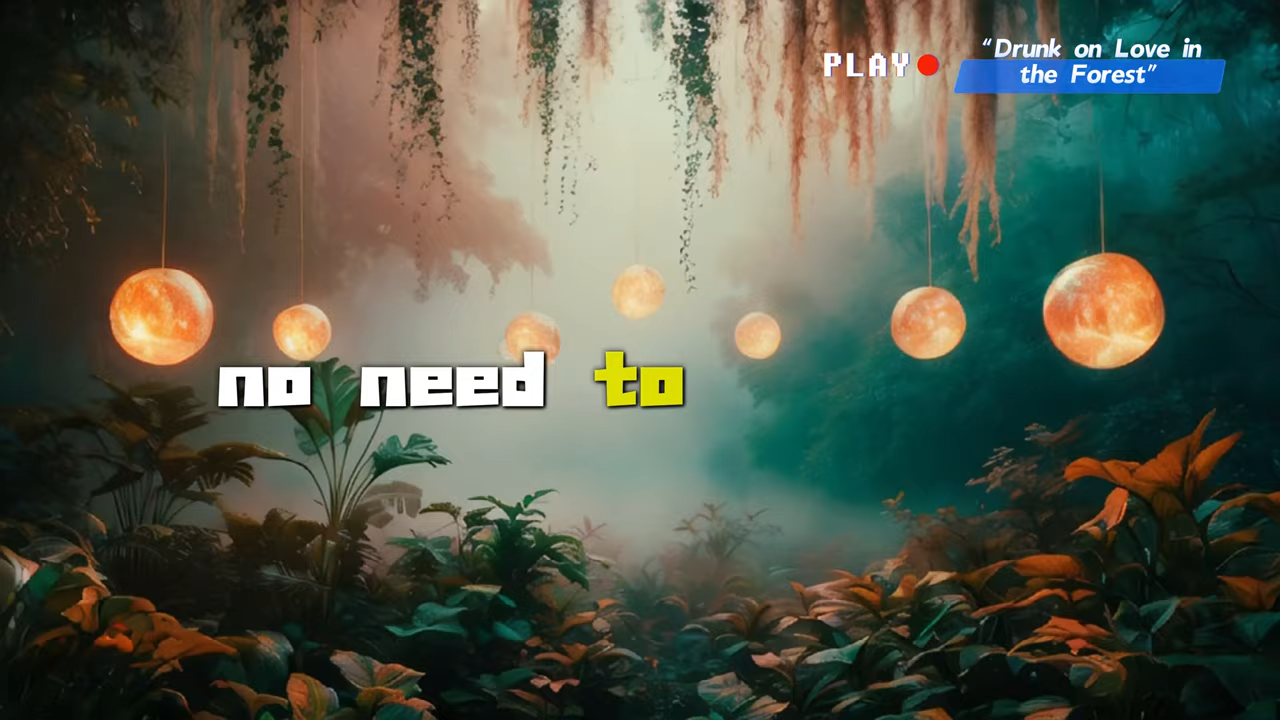 PLAY
“Drunk on Love in
the Forest”
no need to